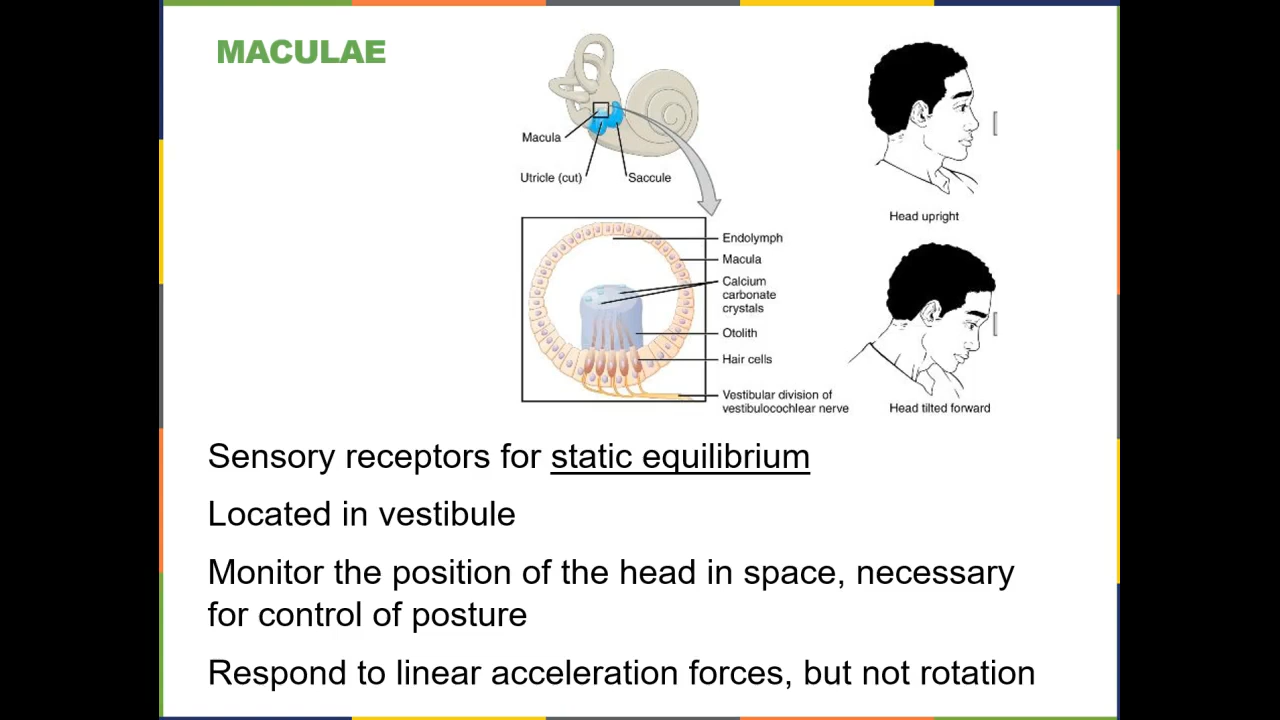 MACULAE
Macula
Utricle (cut)
Saccule
Head upright
Endolymph
Macula
Calcium
carbonate
crystals
Otolith
Hair cells
Vestibular division of
vestibulocochlear nerve
Head tilted forward
Sensory receptors for static equilibrium
Located in vestibule
Monitor the position of the head in space, necessary
for control of posture
Respond to linear acceleration forces, but not rotation